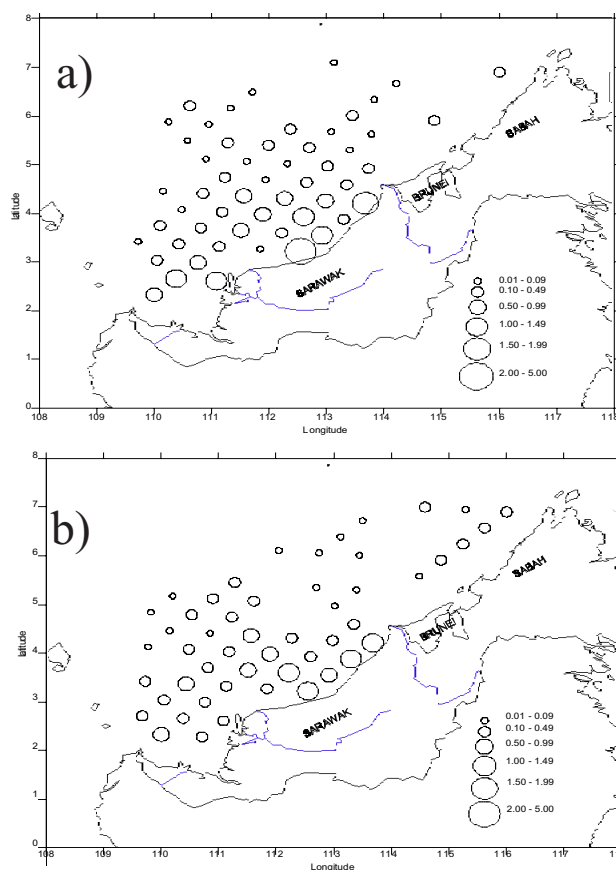 a)
8
7
6
5
4
3
2
1
0
latitude
BRUNEI
SABAH
SARAWAK
0.01 - 0.09
0.10 - 0.49
0.50 - 0.99
1.00 - 1.49
1.50 - 1.99
2.00 - 5.00
108 109 110 111 112 113 114 115 116 117 118
Longitude
b)
8
7
6
5
4
3
2
1
0
latitude
BRUNEI
SABAH
SARAWAK
0.01 - 0.09
0.10 - 0.49
0.50 - 0.99
1.00 - 1.49
1.50 - 1.99
2.00 - 5.00
108 109 110 111 112 113 114 115 116 117 118
Longitude